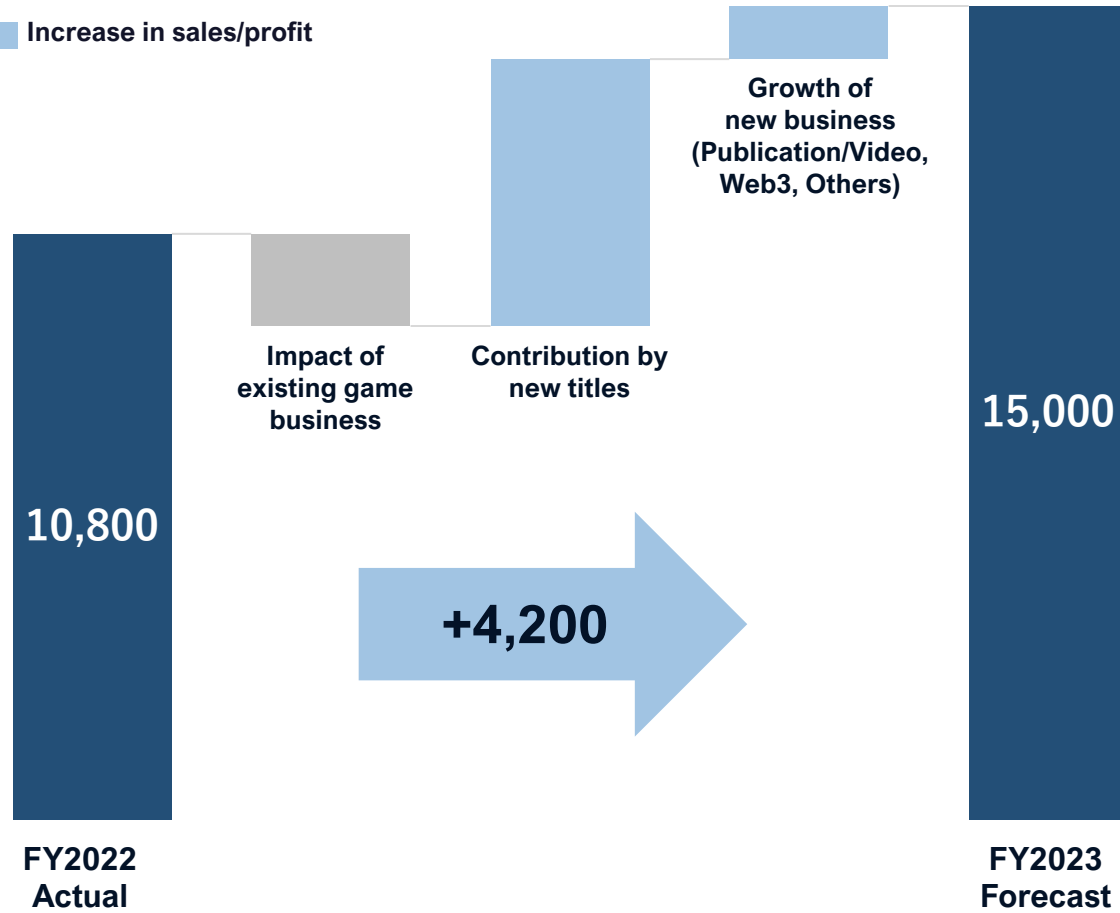 Increase in sales/profit
Growth of
new business
(Publication/Video,
Web3, Others)
Impact of
existing game
business
Contribution by
new titles
15,000
10,800
+4,200
FY2022
Actual
FY2023
Forecast